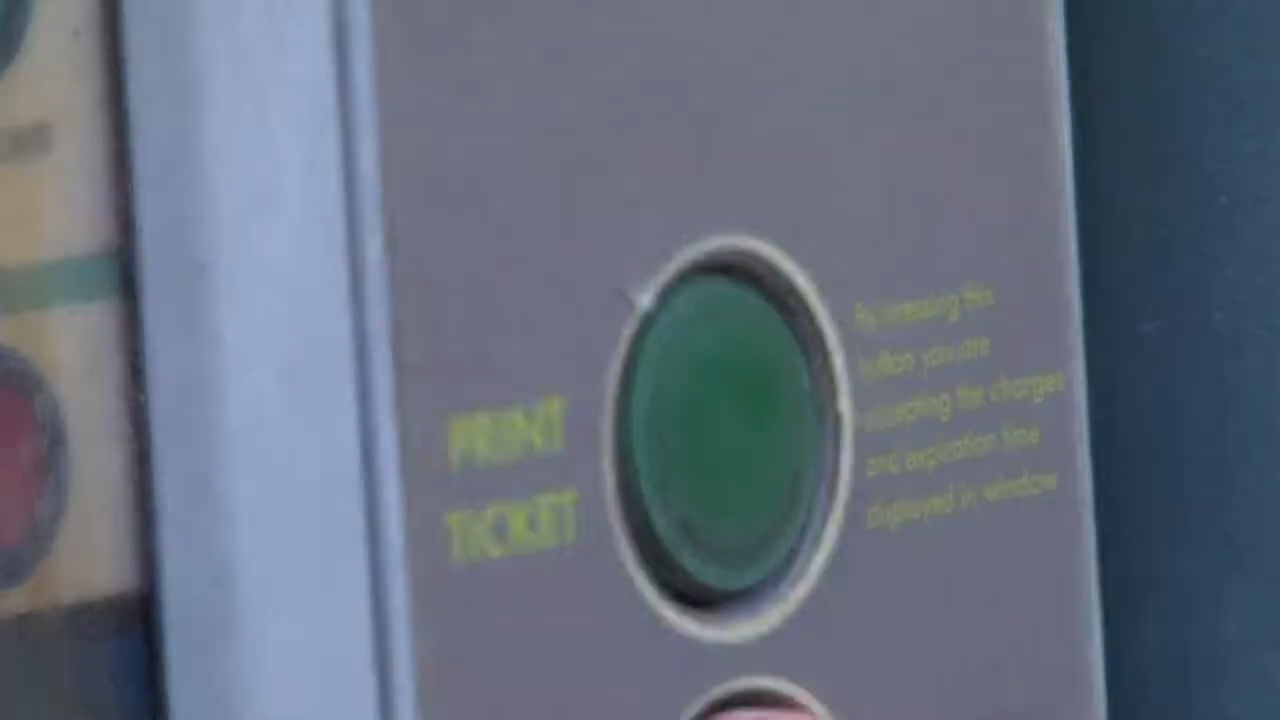 PRINT
TICKET
By pressing this
button you are
accepting the charges
and expiration time
displayed in window